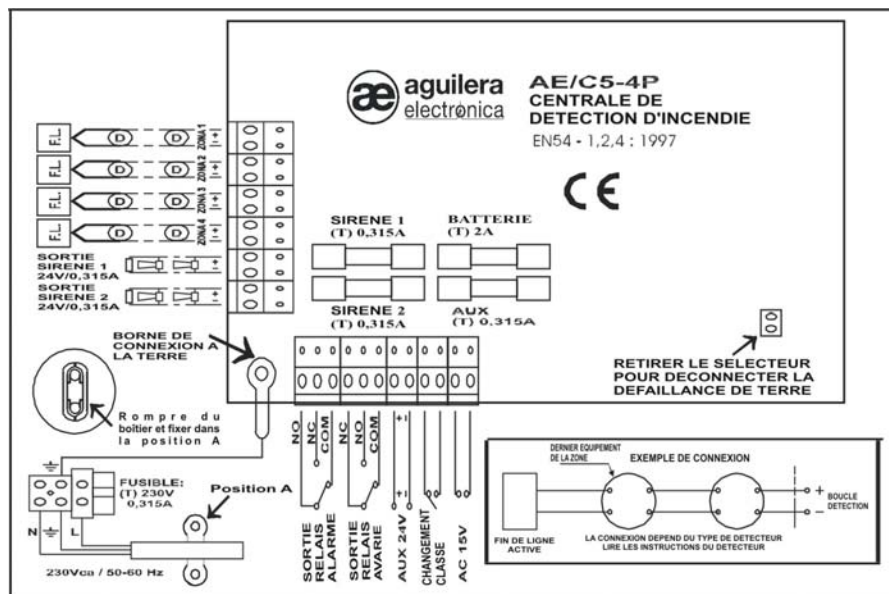 aguilera
electrónica
AE/C5-4P
CENTRALE DE
DETECTION D'INCENDIE
EN54 - 1,2,4 : 1997
CE
F.L.
D
D
ZONA 1
+
-
F.L.
D
D
ZONA 2
+
-
F.L.
D
D
ZONA 3
+
-
F.L.
D
D
ZONA 4
+
-
SORTIE
SIRENE 1
24V/0,315A
+
-
SORTIE
SIRENE 2
24V/0,315A
+
-
SIRENE 1
(T) 0,315A
BATTERIE
(T) 2A
SIRENE 2
(T) 0,315A
AUX
(T) 0,315A
BORNE DE
CONNEXION A
LA TERRE
RETIRER LE SELECTEUR
POUR DECONNECTER LA
DEFAILLANCE DE TERRE
Rompre du
boîtier et fixer dans
la position A
NO
NC
COM
NC
NO
COM
+
-
+
-
SORTIE
RELAIS
ALARME
SORTIE
RELAIS
AVARIE
AUX 24V
CHANGEMENT
CLASSE
AC 15V
FUSIBLE:
(T) 230V
0,315A
Position A
N
L
230Vca / 50-60 Hz
DERNIER EQUIPEMENT
DE LA ZONE
EXEMPLE DE CONNEXION
+
-
BOUCLE
DETECTION
FIN DE LIGNE
ACTIVE
LA CONNEXION DEPEND DU TYPE DE DETECTEUR
LIRE LES INSTRUCTIONS DU DETECTEUR